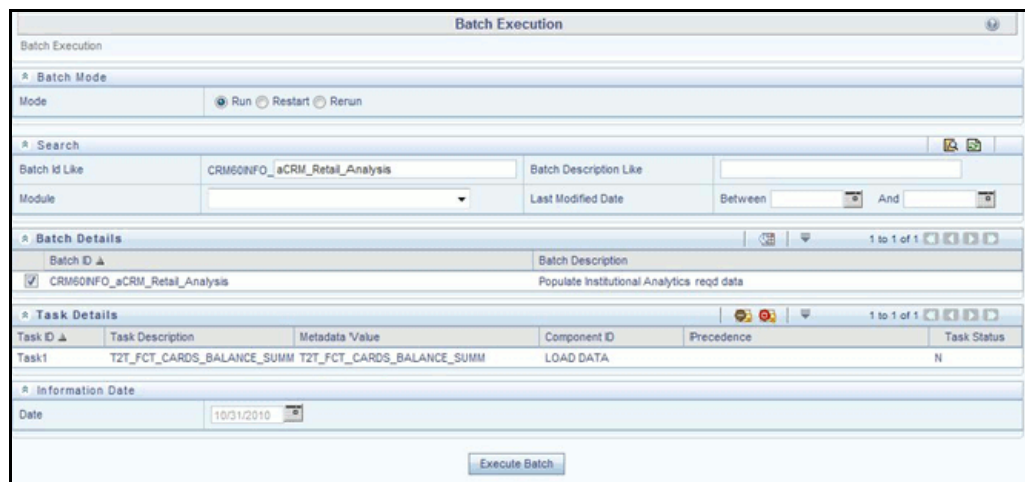 Batch Execution
Batch Execution
Batch Mode
Mode Run Restart Rerun
Search
Batch Id Like CRM60INFO_ aCRM_Retail_Analysis Batch Description Like
Module Last Modified Date Between And
Batch Details 1 to 1 of 1
Batch ID Batch Description
CRM60INFO_aCRM_Retail_Analysis Populate Institutional Analytics reqd data
Task Details 1 to 1 of 1
Task ID Task Description Metadata Value Component ID Precedence Task Status
Task1 T2T_FCT_CARDS_BALANCE_SUMM T2T_FCT_CARDS_BALANCE_SUMM LOAD DATA N
Information Date
Date 10/31/2010
Execute Batch